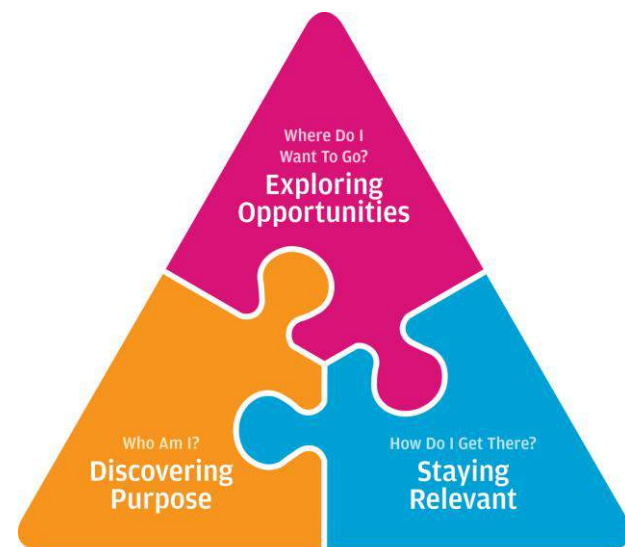 Where Do I
Want To Go?
Exploring
Opportunities
Who Am I?
Discovering
Purpose
How Do I Get There?
Staying
Relevant